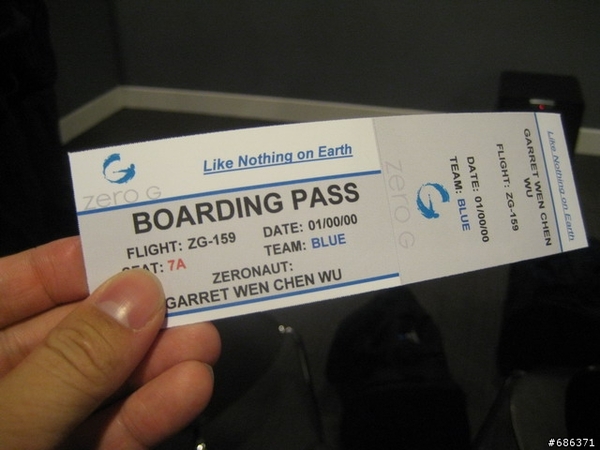 Like Nothing on Earth
zero G
BOARDING PASS
FLIGHT: ZG-159
DATE: 01/00/00
SEAT: 7A
TEAM: BLUE
ZERONAUT:
GARRET WEN CHEN WU
zero G
TEAM: BLUE
DATE: 01/00/00
FLIGHT: ZG-159
GARRET WEN CHEN
WU
Like Nothing on Earth
#686371